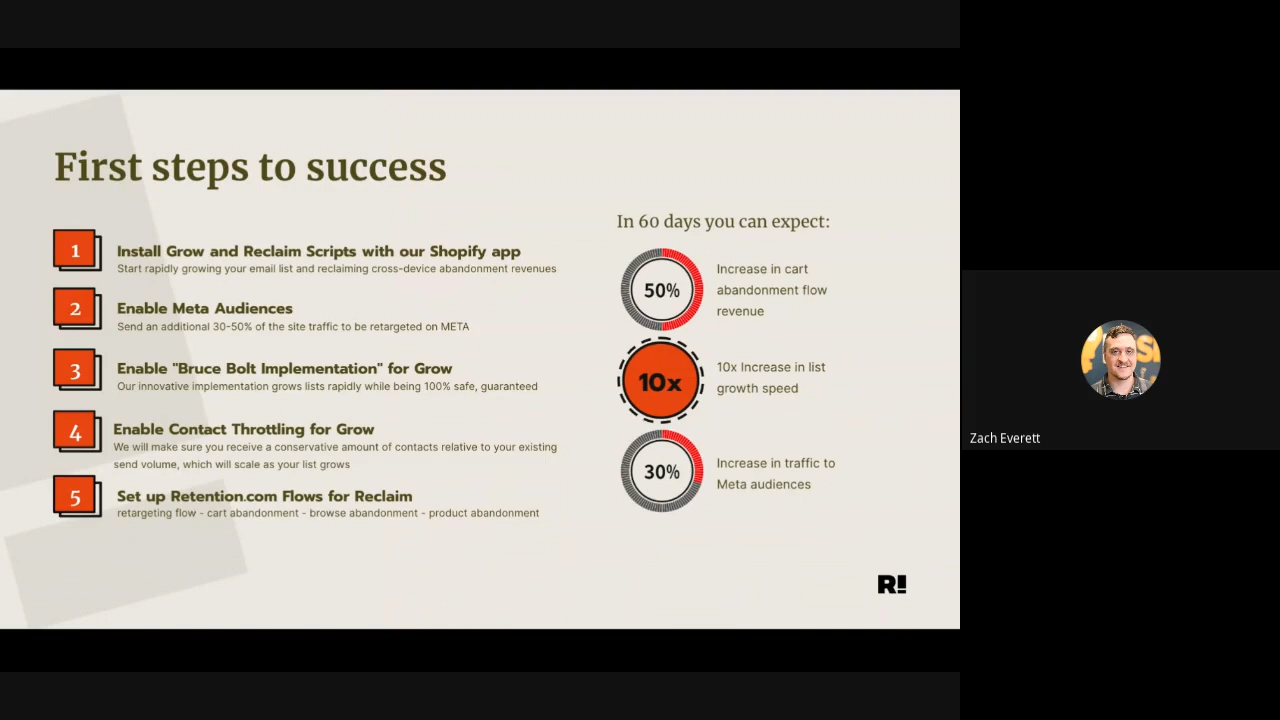 First steps to success
1
Install Grow and Reclaim Scripts with our Shopify app
Start rapidly growing your email list and reclaiming cross-device abandonment revenues
2
Enable Meta Audiences
Send an additional 30-50% of the site traffic to be retargeted on META
3
Enable "Bruce Bolt Implementation" for Grow
Our innovative implementation grows lists rapidly while being 100% safe, guaranteed
4
Enable Contact Throttling for Grow
We will make sure you receive a conservative amount of contacts relative to your existing
send volume, which will scale as your list grows
5
Set up Retention.com Flows for Reclaim
retargeting flow - cart abandonment - browse abandonment - product abandonment
In 60 days you can expect:
50%
Increase in cart
abandonment flow
revenue
10x
10x Increase in list
growth speed
30%
Increase in traffic to
Meta audiences
R!
Zach Everett